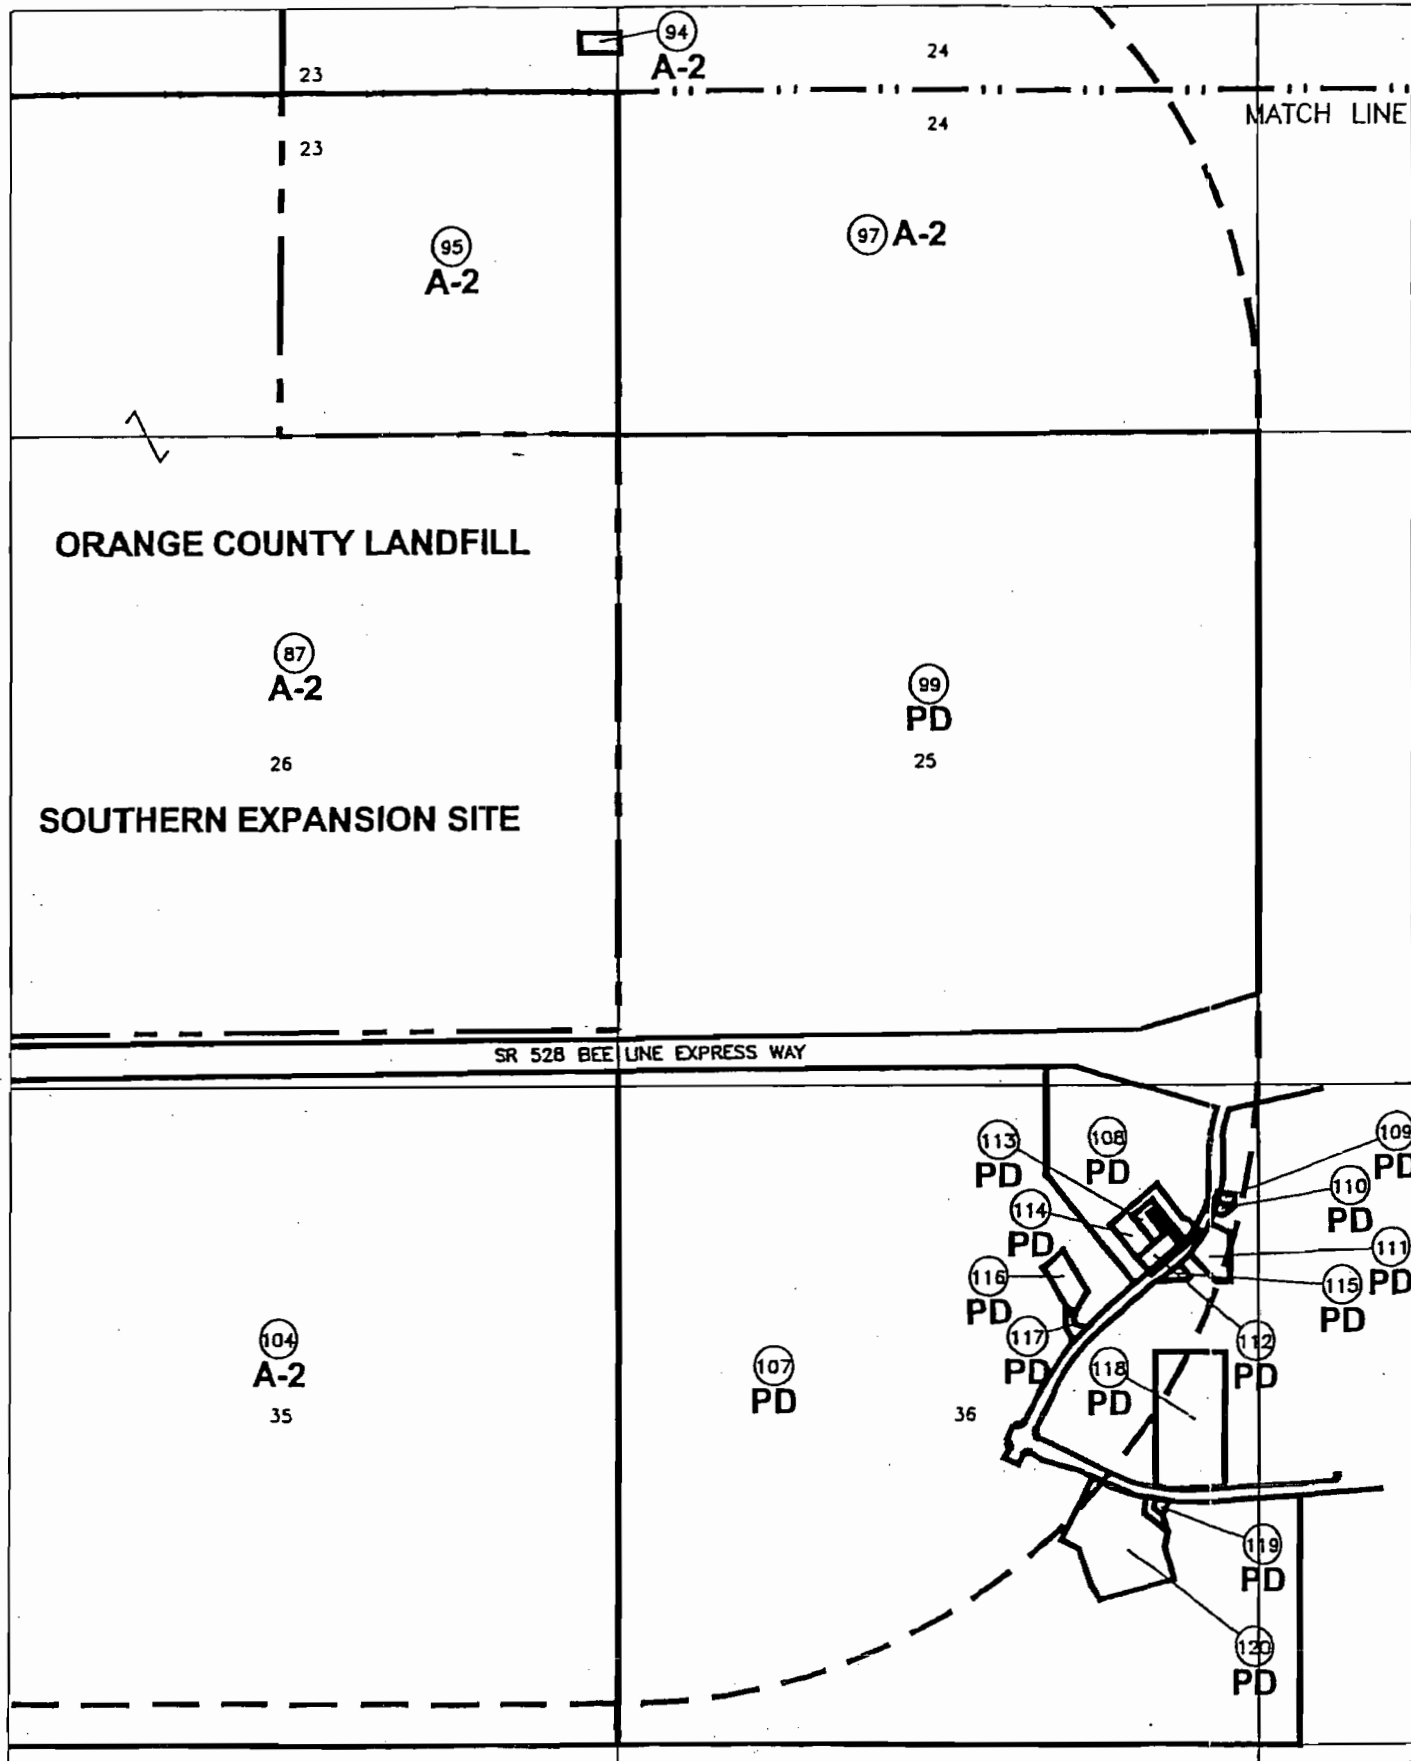 94
A-2
24
23
MATCH LINE
24
23
97 A-2
95
A-2
ORANGE COUNTY LANDFILL
87
A-2
99
PD
25
26
SOUTHERN EXPANSION SITE
SR 528 BEE LINE EXPRESS WAY
109
PD
113
PD
108
PD
110
PD
114
PD
111
PD
116
PD
115
PD
117
PD
112
PD
104
A-2
107
PD
118
PD
35
36
119
PD
120
PD